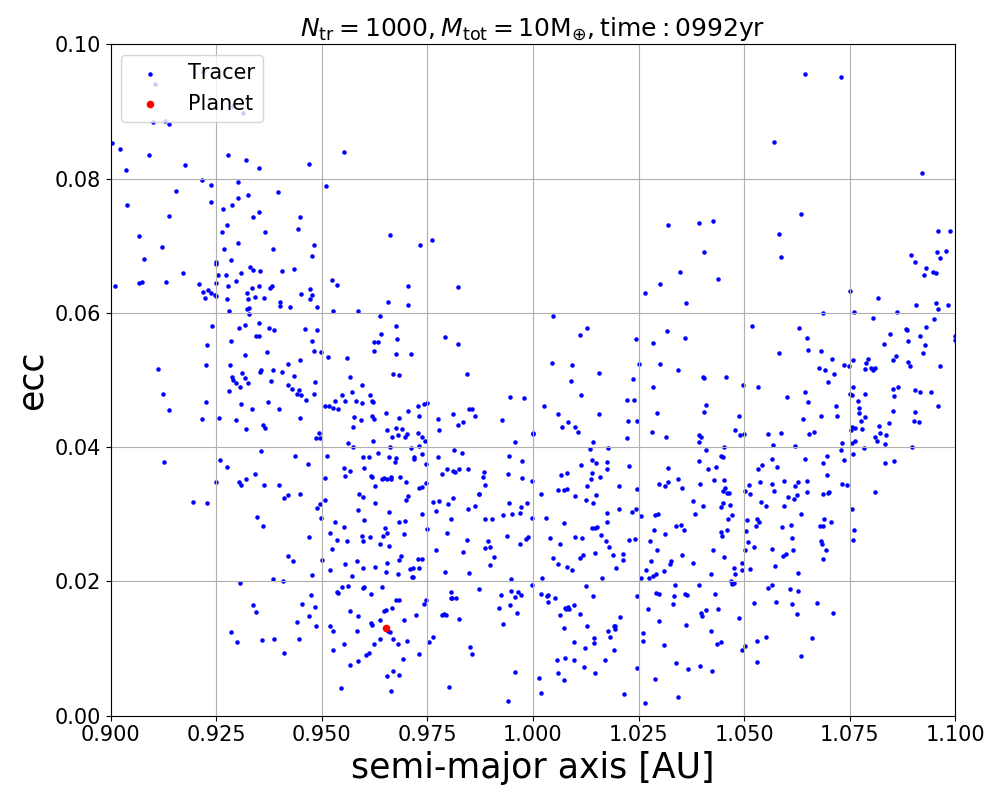 N_tr = 1000, M_tot = 10M_⊕, time : 0992yr
0.10
Tracer
Planet
0.08
0.06
ecc
0.04
0.02
0.00
0.900 0.925 0.950 0.975 1.000 1.025 1.050 1.075 1.100
semi-major axis [AU]